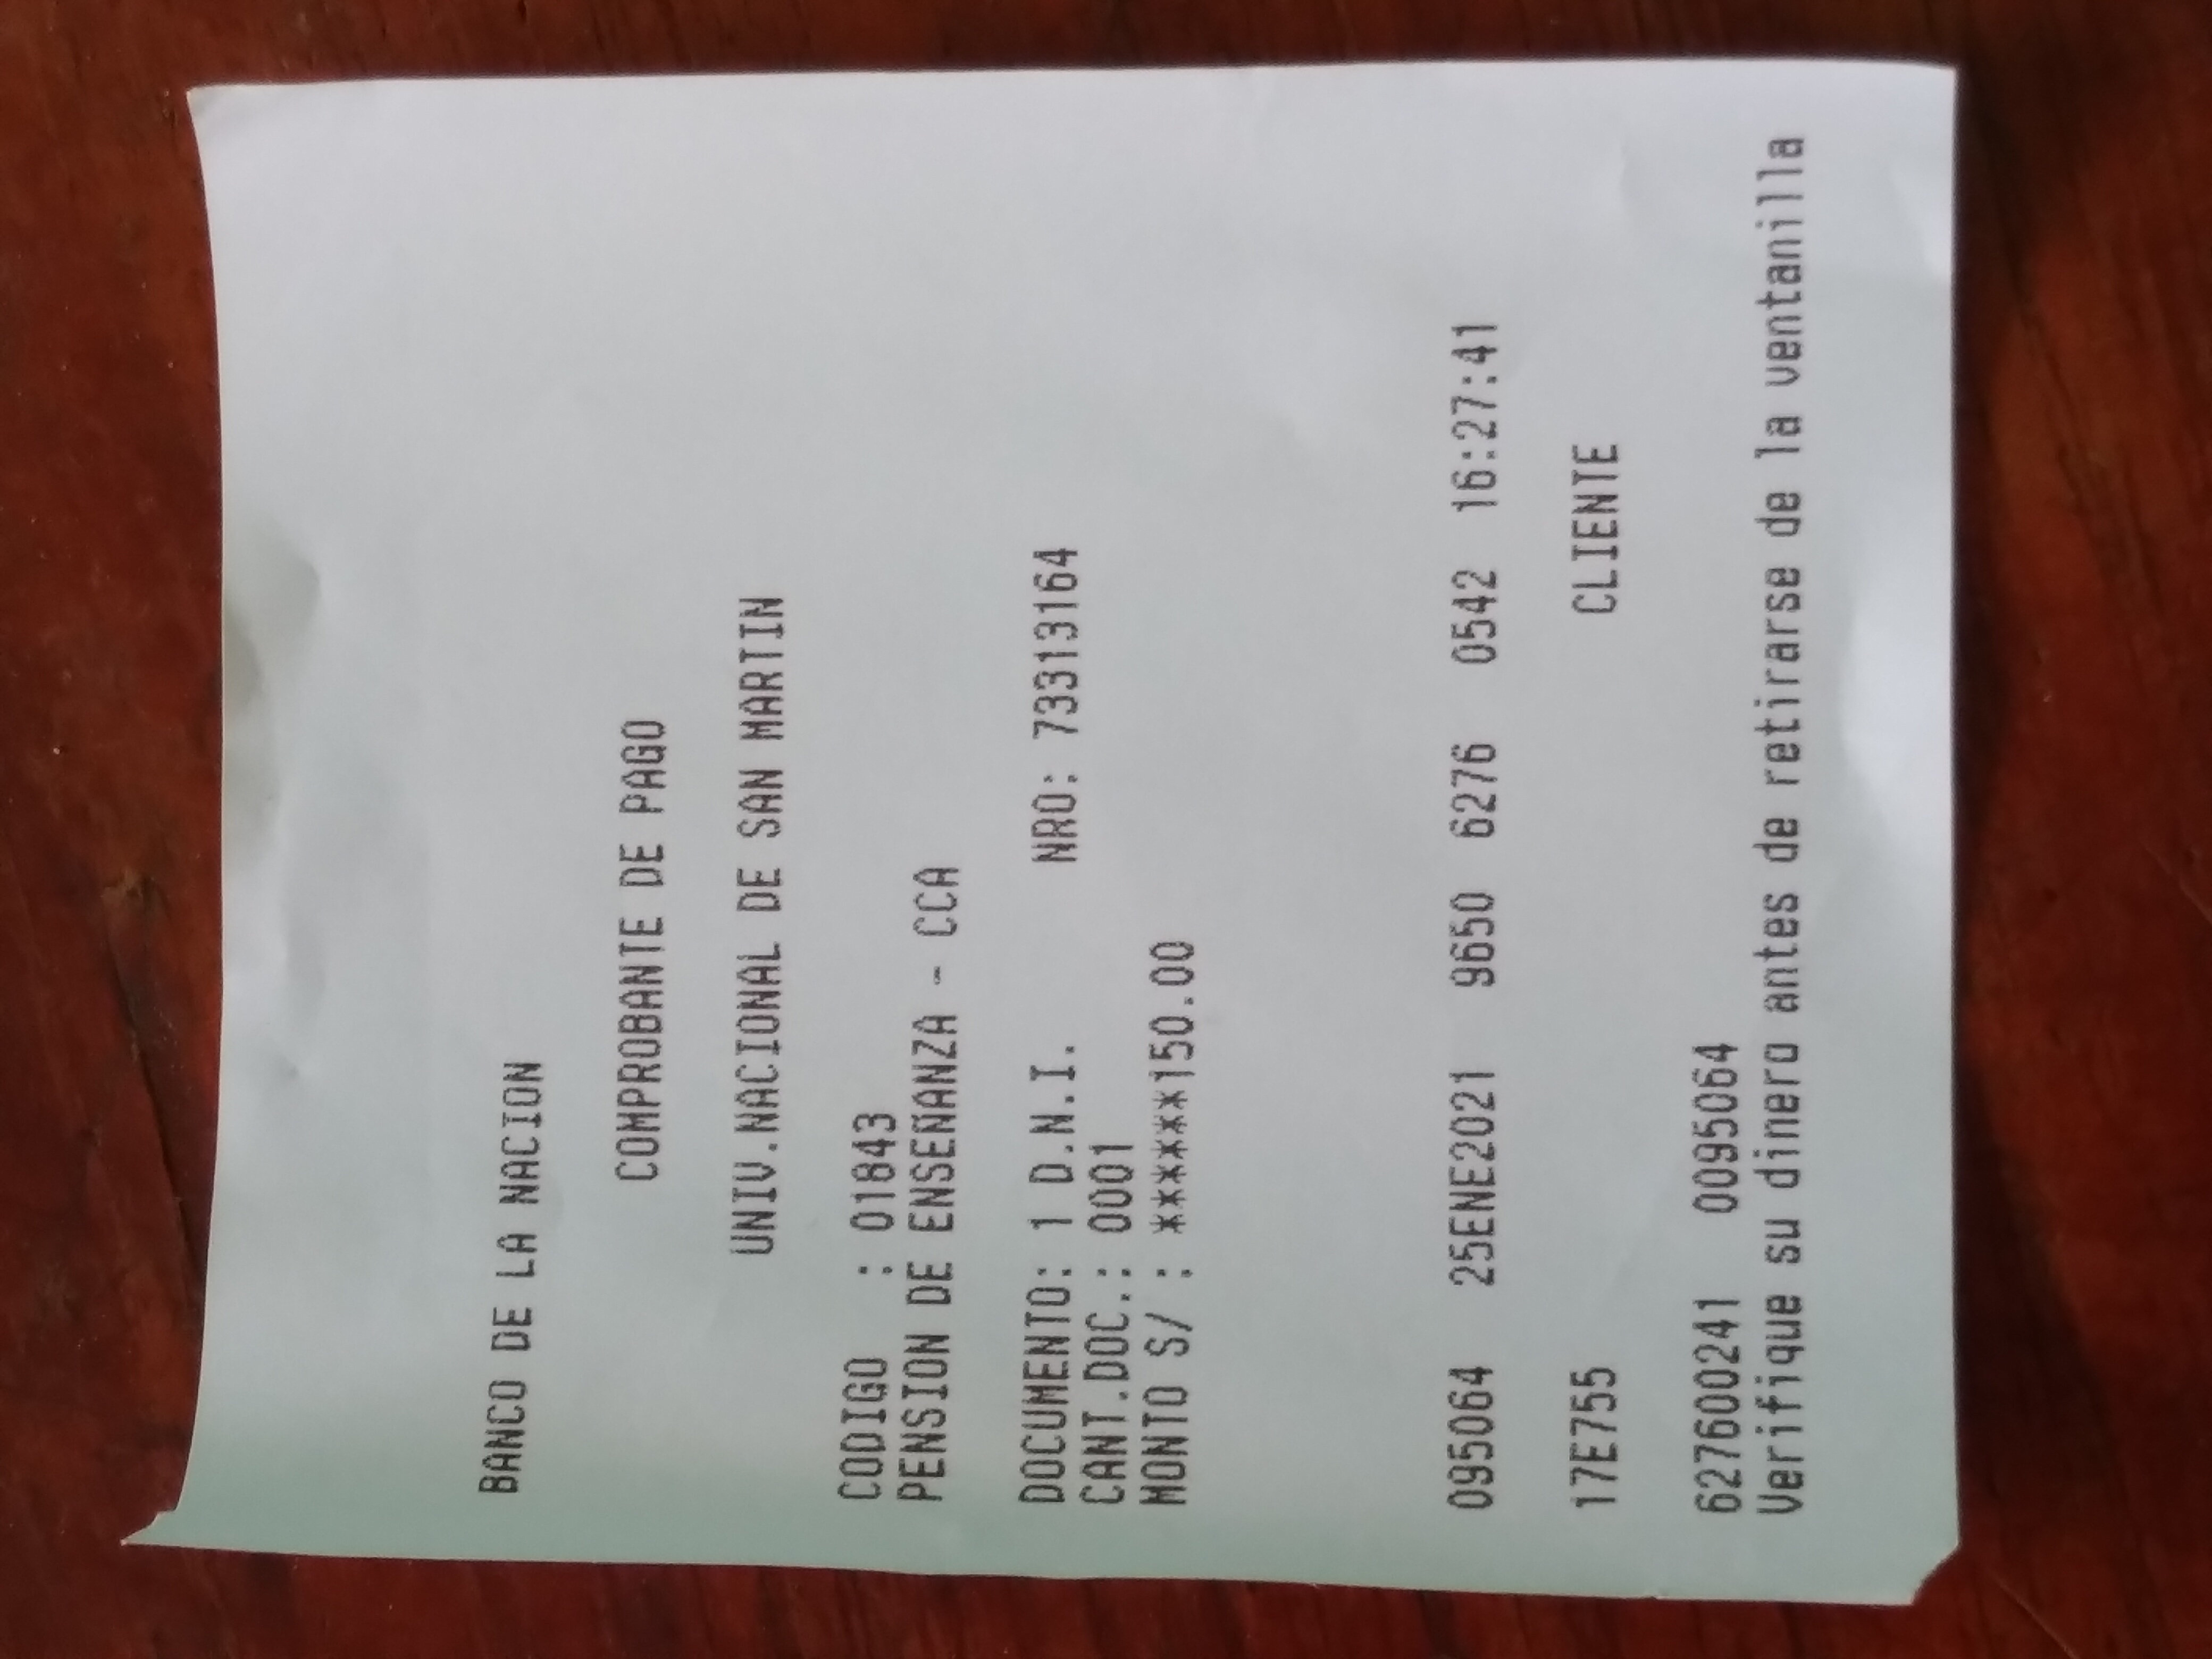 BANCO DE LA NACION
COMPROBANTE DE PAGO
UNIV.NACIONAL DE SAN MARTIN
CODIGO : 01843
PENSION DE ENSEÑANZA - CCA
DOCUMENTO: 1 D.N.I. NRO: 73313164
CANT.DOC.: 0001
MONTO S/ : ******150.00
095064 25ENE2021 9650 6276 0542 16:27:41
17E755 CLIENTE
627600241 0095064
Verifique su dinero antes de retirarse de la ventanilla